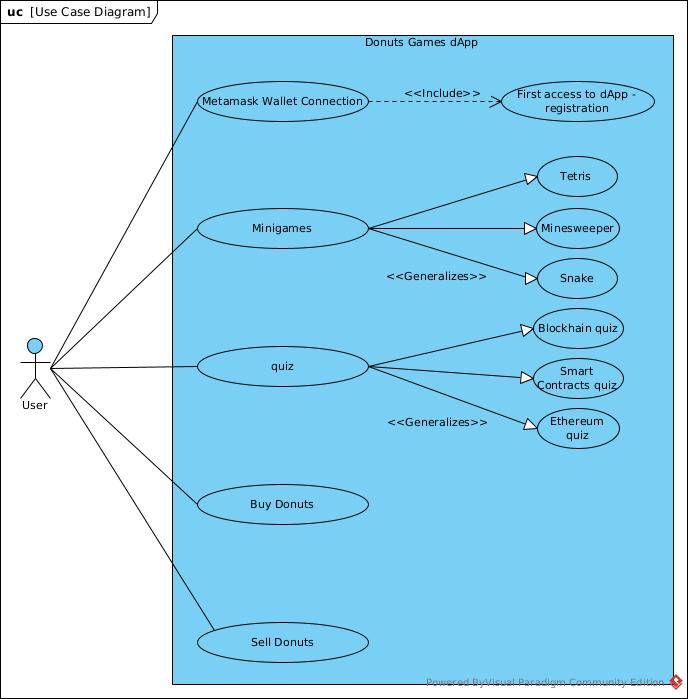 uc [Use Case Diagram]
Donuts Games dApp
Metamask Wallet Connection
<<Include>>
First access to dApp -
registration
Tetris
Minigames
Minesweeper
<<Generalizes>>
Snake
Blockhain quiz
quiz
Smart
Contracts quiz
<<Generalizes>>
Ethereum
quiz
User
Buy Donuts
Sell Donuts
Powered ByVisual Paradigm Community Edition